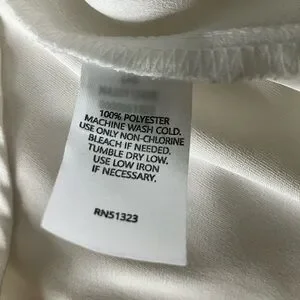 100% POLYESTER
MACHINE WASH COLD.
USE ONLY NON-CHLORINE
BLEACH IF NEEDED.
TUMBLE DRY LOW.
USE LOW IRON
IF NECESSARY.
RN51323